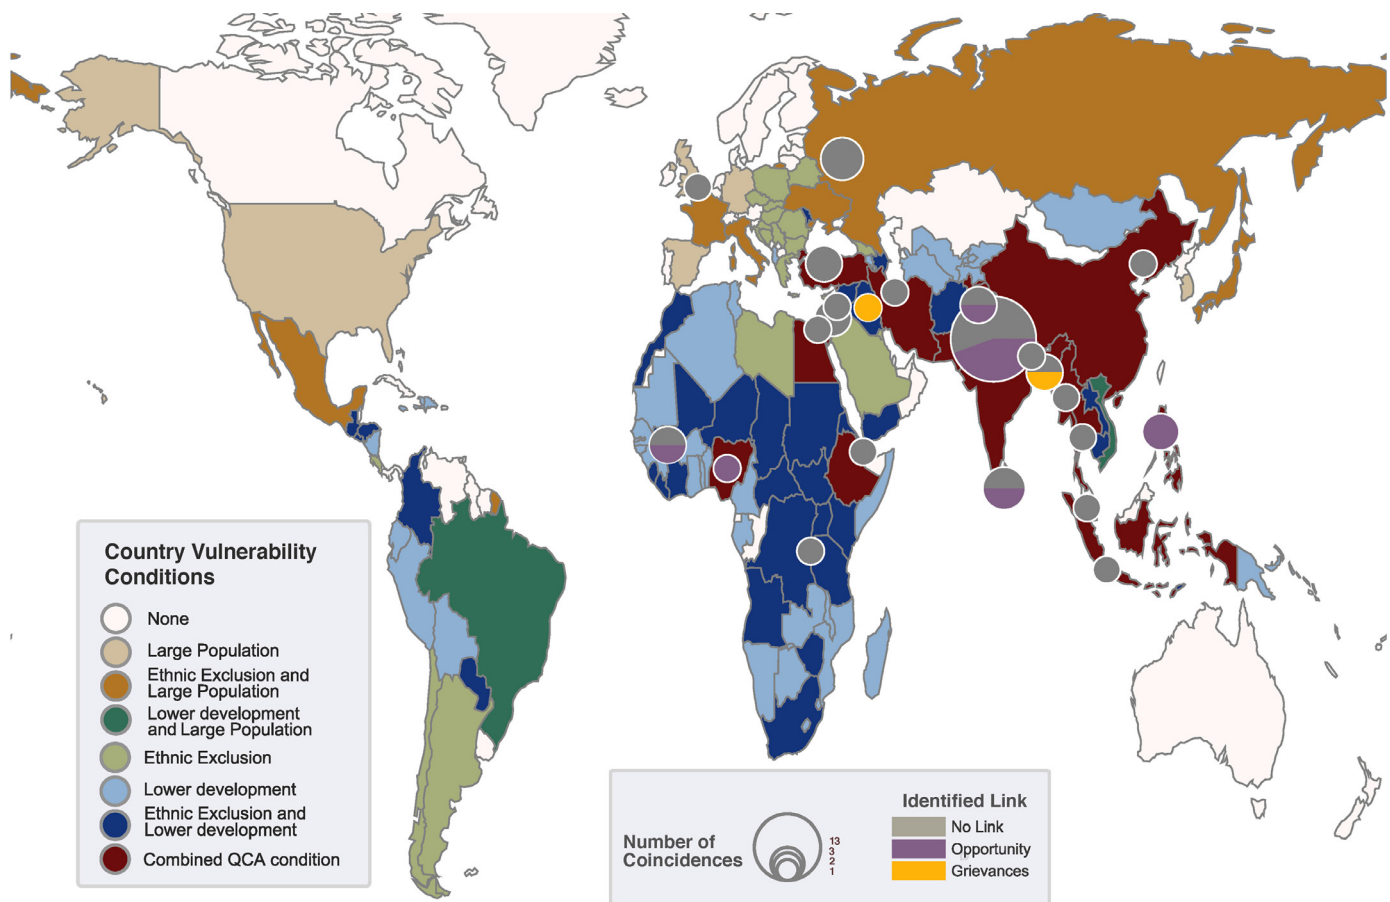 Country Vulnerability
Conditions
None
Large Population
Ethnic Exclusion and
Large Population
Lower development
and Large Population
Ethnic Exclusion
Lower development
Ethnic Exclusion and
Lower development
Combined QCA condition
Number of
Coincidences
13
3
2
1
Identified Link
No Link
Opportunity
Grievances